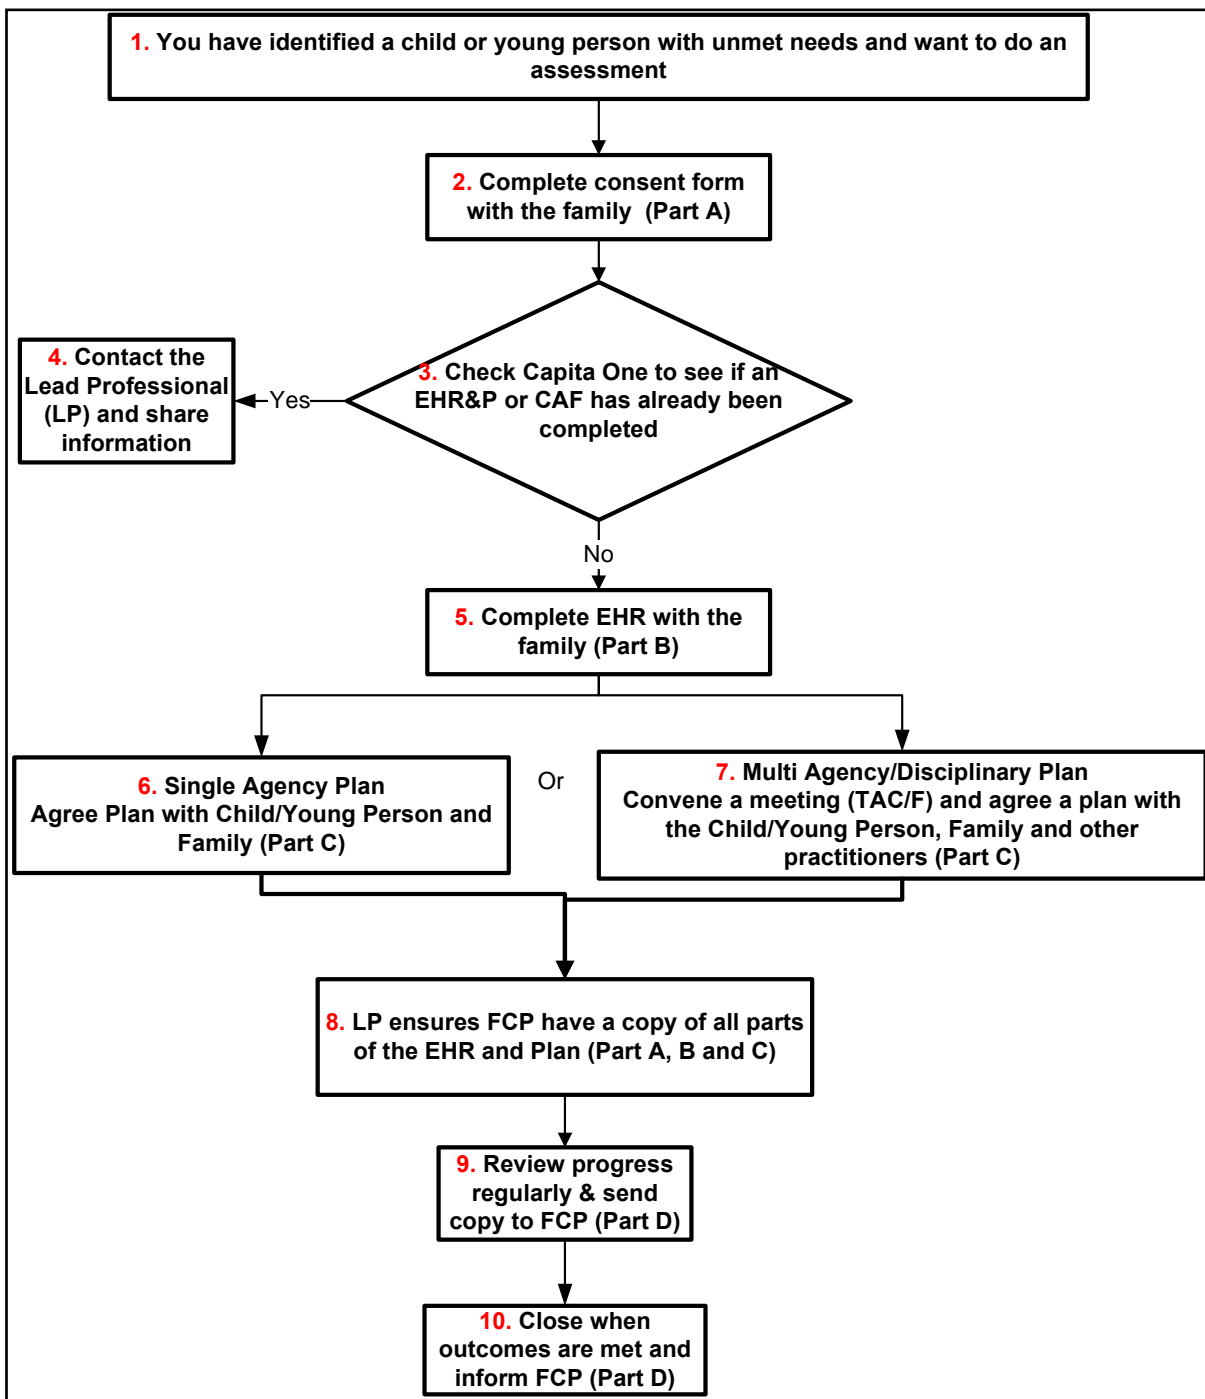 1. You have identified a child or young person with unmet needs and want to do an
assessment
2. Complete consent form
with the family (Part A)
3. Check Capita One to see if an
EHR&P or CAF has already been
completed
4. Contact the
Lead Professional
(LP) and share
information
Yes
No
5. Complete EHR with the
family (Part B)
6. Single Agency Plan
Agree Plan with Child/Young Person and
Family (Part C)
Or
7. Multi Agency/Disciplinary Plan
Convene a meeting (TAC/F) and agree a plan with
the Child/Young Person, Family and other
practitioners (Part C)
8. LP ensures FCP have a copy of all parts
of the EHR and Plan (Part A, B and C)
9. Review progress
regularly & send
copy to FCP (Part D)
10. Close when
outcomes are met and
inform FCP (Part D)